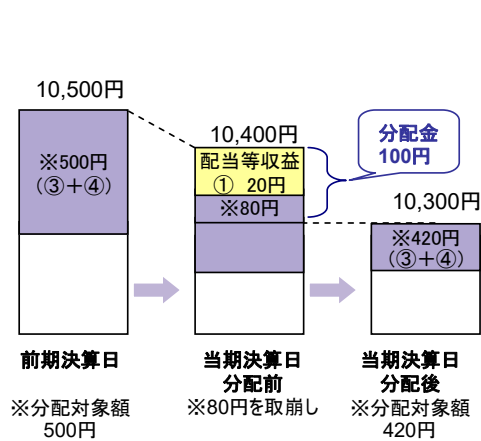 10,500円
※500円
（③＋④）
10,400円
配当等収益
① 20円
※80円
分配金
100円
10,300円
※420円
（③＋④）
前期決算日
当期決算日
分配前
当期決算日
分配後
※分配対象額
500円
※80円を取崩し
※分配対象額
420円